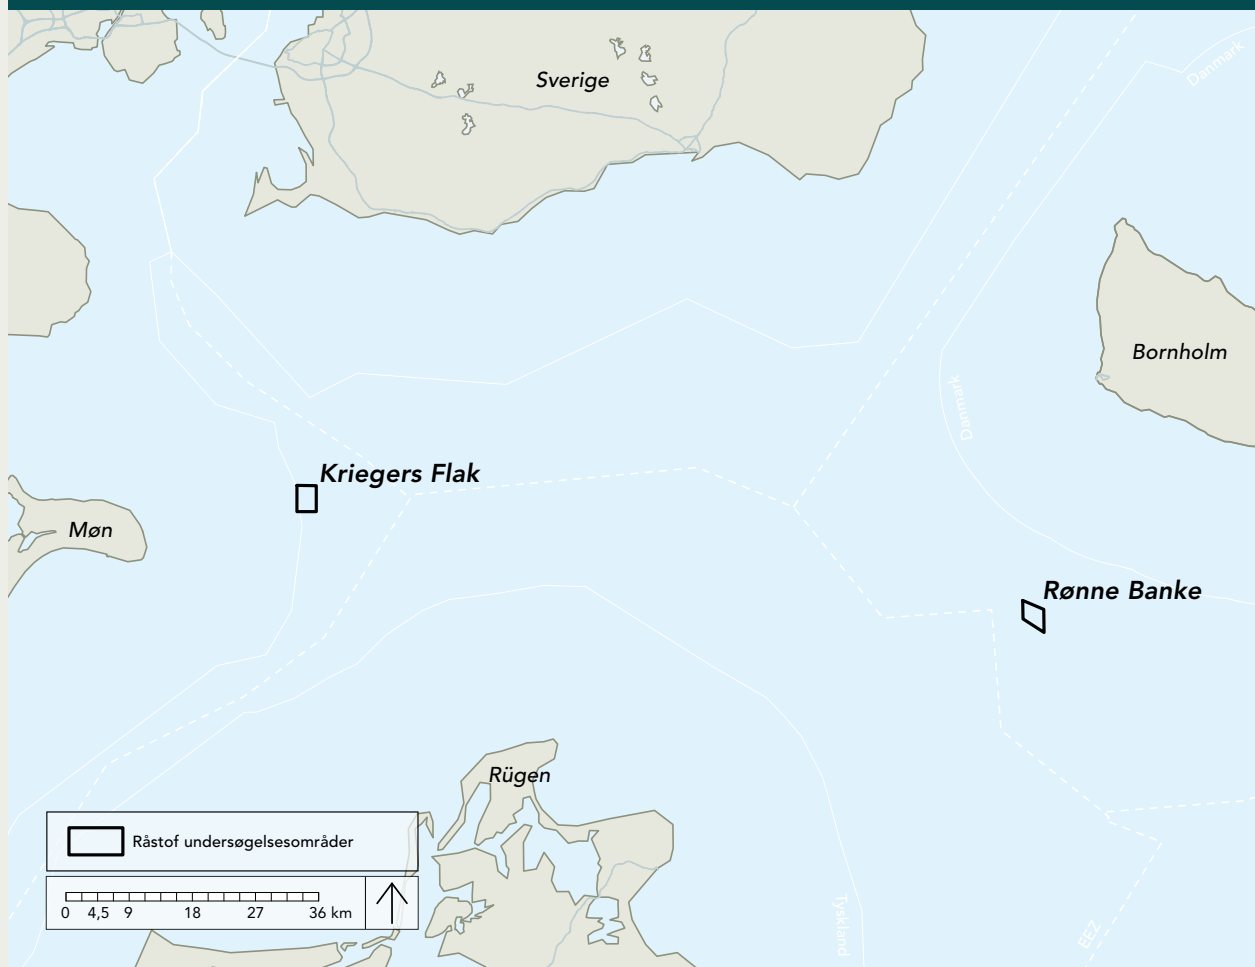 Sverige
Danmark
Bornholm
Danmark
Kriegers Flak
Møn
Rønne Banke
Rügen
Råstof undersøgelsesområder
0 4,5 9 18 27 36 km
Tyskland
EEZ